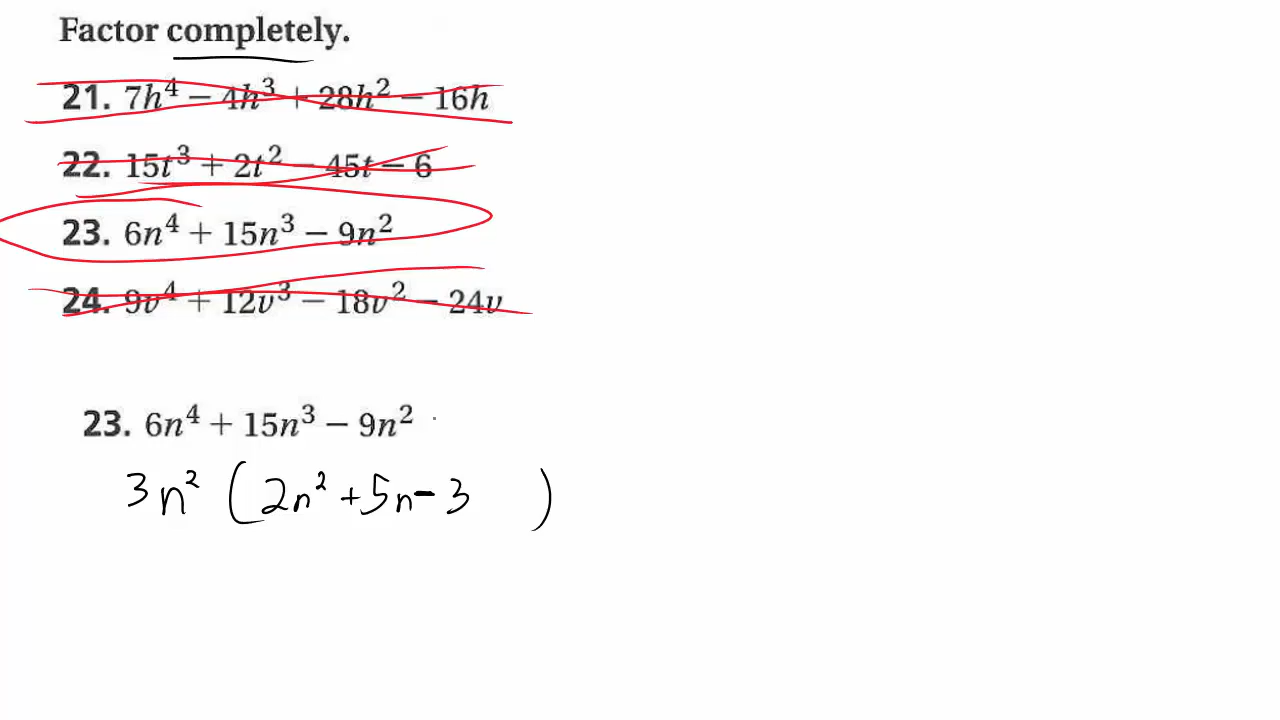 Factor completely.
21. 7h⁴ − 4h³ + 28h² − 16h
22. 15t³ + 2t² − 45t − 6
23. 6n⁴ + 15n³ − 9n²
24. 9v⁴ + 12v³ − 18v² − 24v
23. 6n⁴ + 15n³ − 9n²
3n² (2n² + 5n − 3 )